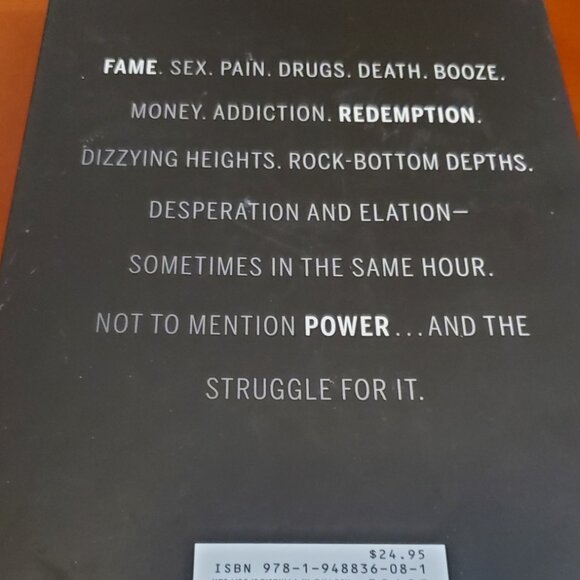 FAME. SEX. PAIN. DRUGS. DEATH. BOOZE.
MONEY. ADDICTION. REDEMPTION.
DIZZYING HEIGHTS. ROCK-BOTTOM DEPTHS.
DESPERATION AND ELATION—
SOMETIMES IN THE SAME HOUR.
NOT TO MENTION POWER...AND THE
STRUGGLE FOR IT.
$24.95
ISBN 978-1-948836-08-1